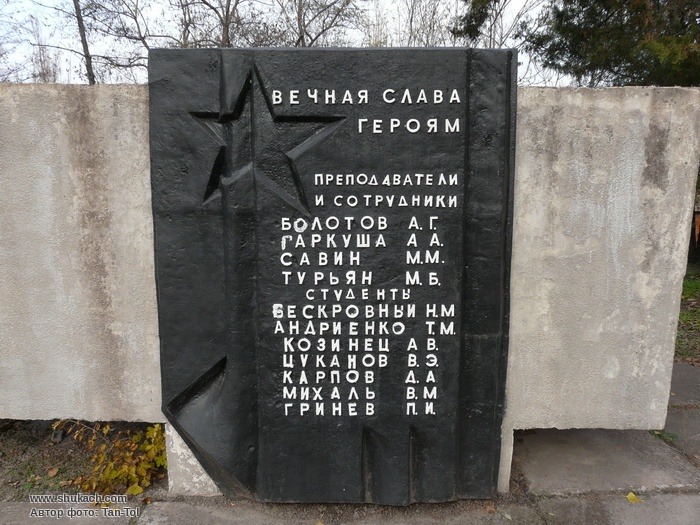 ВЕЧНАЯ СЛАВА
ГЕРОЯМ
ПРЕПОДАВАТЕЛИ
И СОТРУДНИКИ
БОЛОТОВ А.Г.
ГАРКУША А А.
САВИН М.М.
ТУРЬЯН М.Б.
СТУДЕНТЫ
БЕСКРОВНЫЙ Н.М
АНДРИЕНКО Т.М.
КОЗИНЕЦ А В.
ЦУКАНОВ В.Э.
КАРПОВ Д.А
МИХАЛЬ В.М
ГРИНЕВ П.И.
www.shukach.com
Автор фото: Tan-Tol